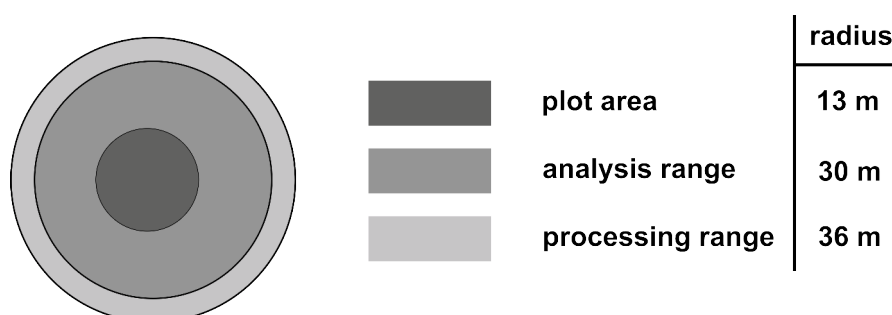 radius
plot area 13 m
analysis range 30 m
processing range 36 m